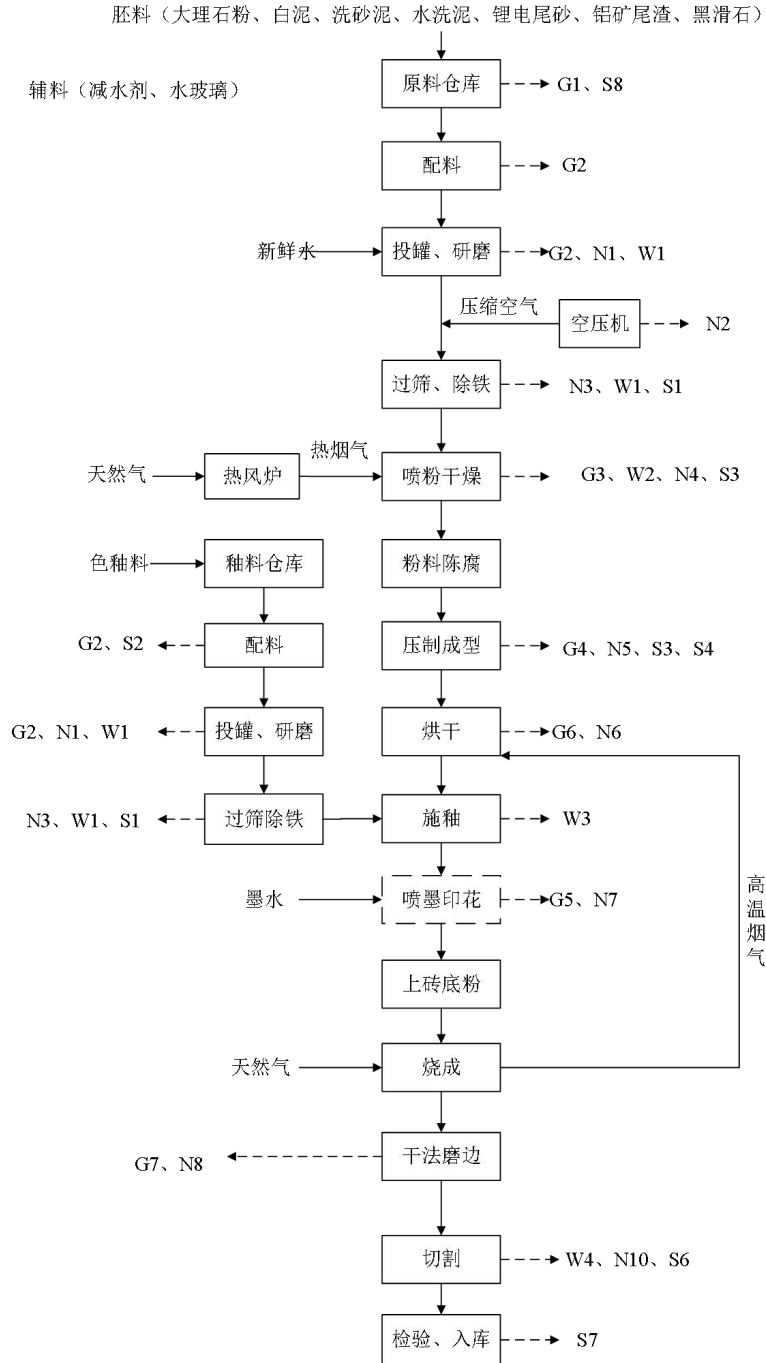 胚料（大理石粉、白泥、洗砂泥、水洗泥、锂电尾砂、铝矿尾渣、黑滑石）
辅料（减水剂、水玻璃）
原料仓库
G1、S8
配料
G2
新鲜水
投罐、研磨
G2、N1、W1
压缩空气
空压机
N2
过筛、除铁
N3、W1、S1
天然气
热风炉
热烟气
喷粉干燥
G3、W2、N4、S3
色釉料
釉料仓库
粉料陈腐
G2、S2
配料
压制成型
G4、N5、S3、S4
G2、N1、W1
投罐、研磨
烘干
G6、N6
N3、W1、S1
过筛除铁
施釉
W3
墨水
喷墨印花
G5、N7
高温烟气
上砖底粉
天然气
烧成
G7、N8
干法磨边
切割
W4、N10、S6
检验、入库
S7